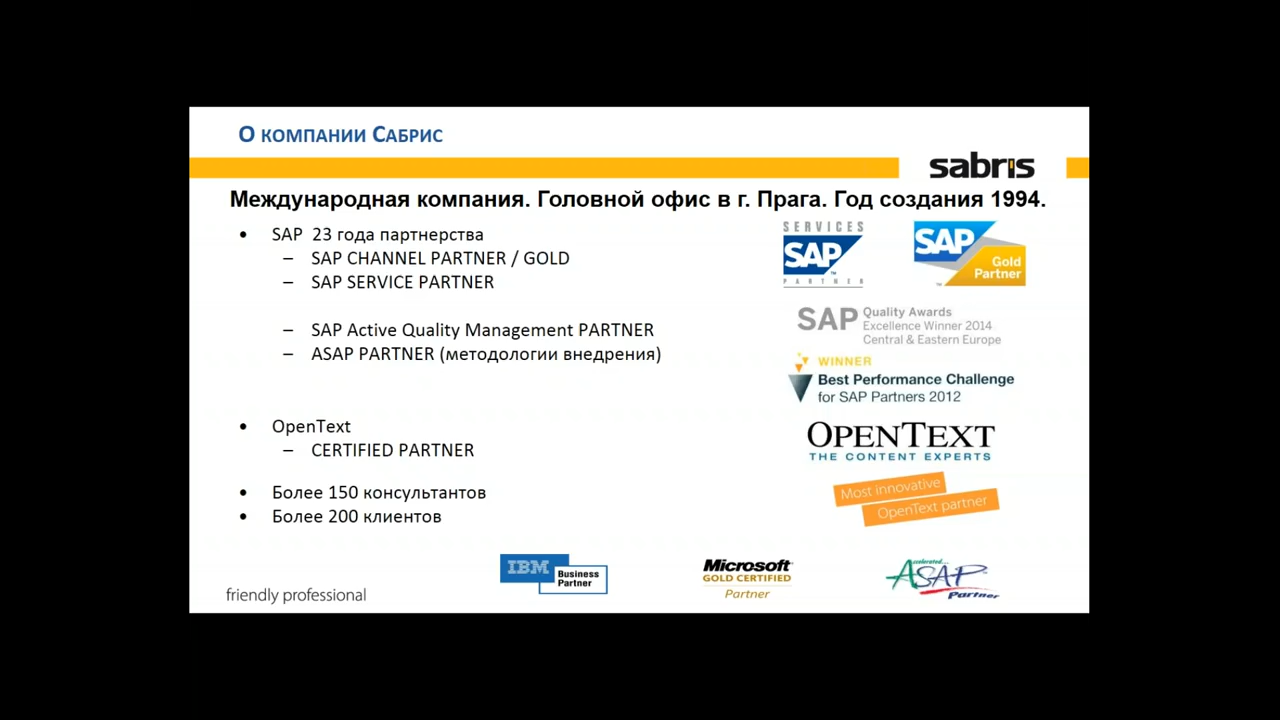 О компании Сабрис
sabris
Международная компания. Головной офис в г. Прага. Год создания 1994.
• SAP 23 года партнерства
– SAP CHANNEL PARTNER / GOLD
– SAP SERVICE PARTNER
– SAP Active Quality Management PARTNER
– ASAP PARTNER (методологии внедрения)
• OpenText
– CERTIFIED PARTNER
• Более 150 консультантов
• Более 200 клиентов
SERVICES
SAP
PARTNER
SAP
Gold
Partner
SAP Quality Awards
Excellence Winner 2014
Central & Eastern Europe
WINNER
Best Performance Challenge
for SAP Partners 2012
OPENTEXT
THE CONTENT EXPERTS
Most innovative
OpenText partner
IBM
Business
Partner
Microsoft
GOLD CERTIFIED
Partner
accelerated...
ASAP
Partner
friendly professional